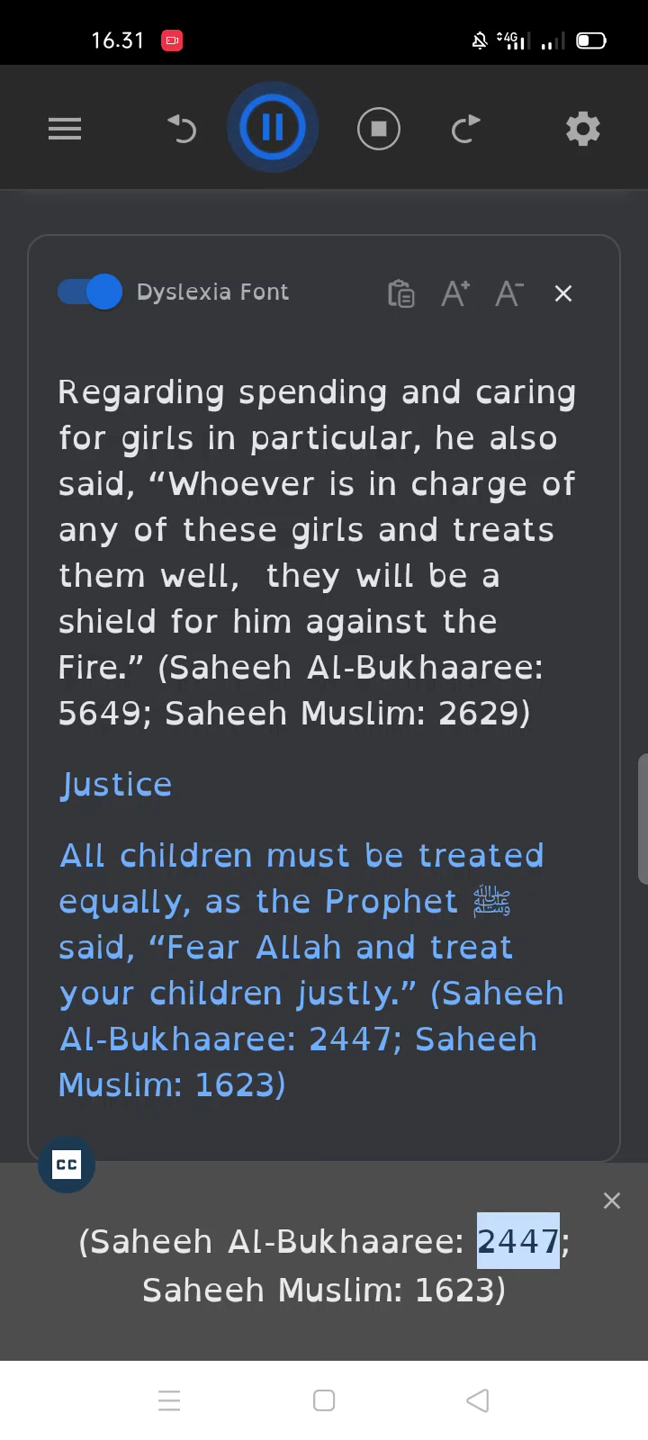 16.31
4G
Dyslexia Font
A+
A-
Regarding spending and caring
for girls in particular, he also
said, “Whoever is in charge of
any of these girls and treats
them well,  they will be a
shield for him against the
Fire.” (Saheeh Al-Bukhaaree:
5649; Saheeh Muslim: 2629)
Justice
All children must be treated
equally, as the Prophet ﷺ
said, “Fear Allah and treat
your children justly.” (Saheeh
Al-Bukhaaree: 2447; Saheeh
Muslim: 1623)
CC
(Saheeh Al-Bukhaaree: 2447;
Saheeh Muslim: 1623)